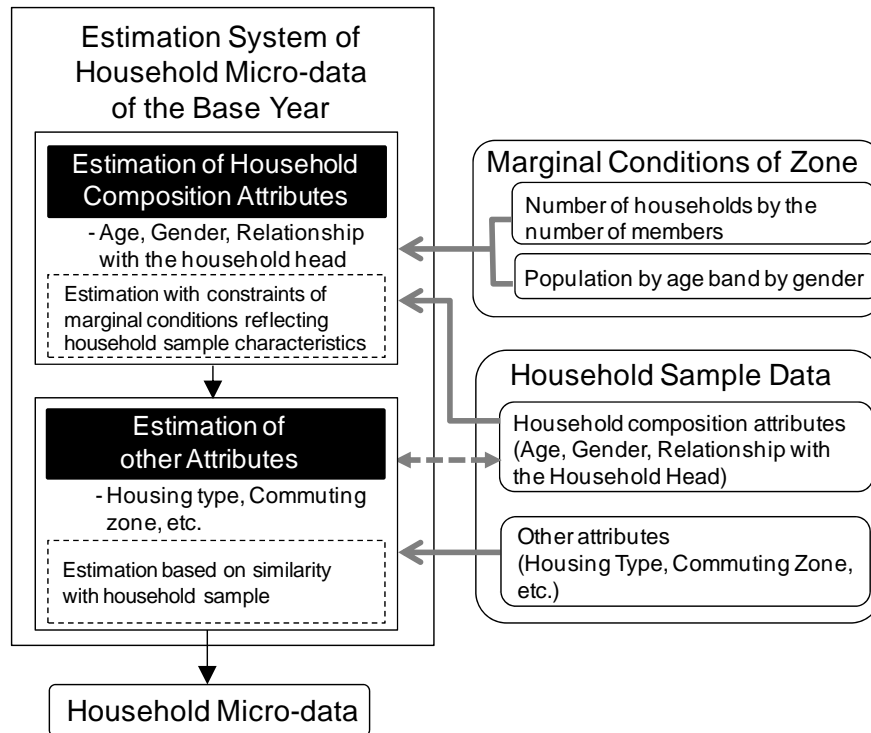 Estimation System of
Household Micro-data
of the Base Year
Estimation of Household
Composition Attributes
- Age, Gender, Relationship
with the household head
Estimation with constraints of
marginal conditions reflecting
household sample characteristics
Estimation of
other Attributes
- Housing type, Commuting
zone, etc.
Estimation based on similarity
with household sample
Household Micro-data
Marginal Conditions of Zone
Number of households by the
number of members
Population by age band by gender
Household Sample Data
Household composition attributes
(Age, Gender, Relationship with
the Household Head)
Other attributes
(Housing Type, Commuting Zone,
etc.)